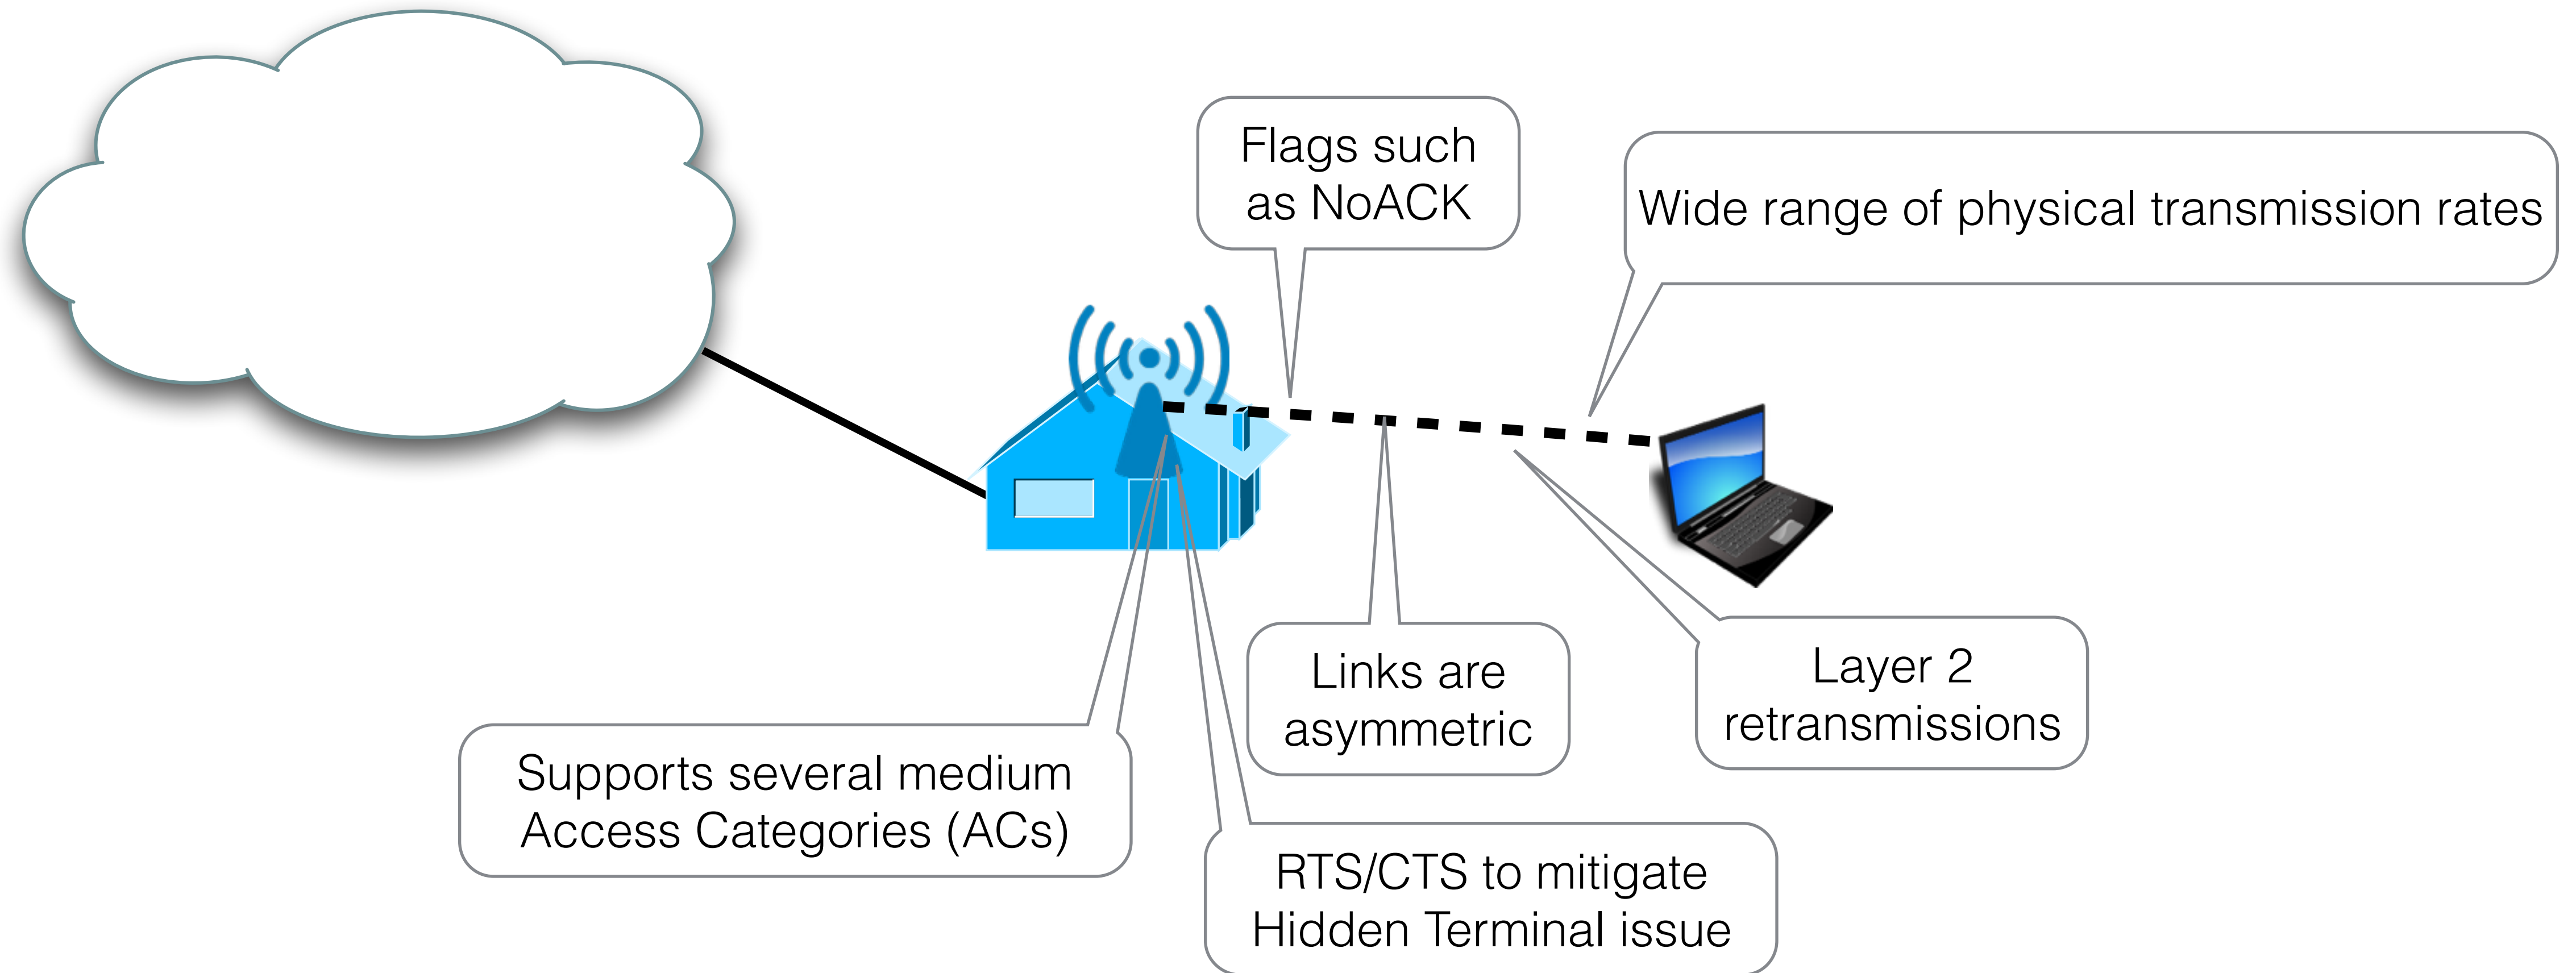 Flags such
as NoACK
Wide range of physical transmission rates
Links are
asymmetric
Layer 2
retransmissions
Supports several medium
Access Categories (ACs)
RTS/CTS to mitigate
Hidden Terminal issue